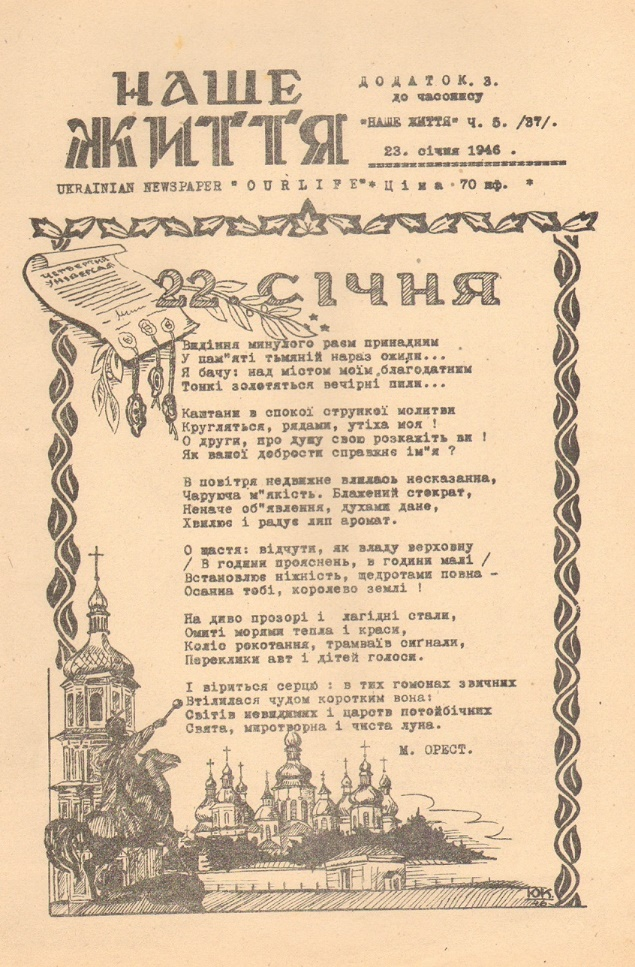 НАШЕ
ЖИТТЯ
ДОДАТОК. 3.
до часопису
"НАШЕ ЖИТТЯ" Ч. 5. /37/.
23. січня 1946 .
UKRAINIAN NEWSPAPER " O U R L I F E " * Ц і н а · 70 пф. *
ЧЕТВЕРТИЙ
УНІВЕРСАЛ
22 СІЧНЯ
Видіння минулого раєм принадним
У пам"яті тьмяній нараз ожили...
Я бачу: над містом моїм,благодатним
Тонкі золотяться вечірні пили...
Каштани в спокої стрункої молитви
Кругляться, рядами, утіха моя !
О други, про душу свою розкажіть ви !
Як вашої добрости справжнє ім"я ?
В повітря недвижне влилась несказанна,
Чаруюча м"якість. Блажений стократ,
Неначе об"явлення, духами дане,
Хвилює і радує лип аромат.
О щастя: відчути, як владу верховну
/ В години прояснень, в години малі /
Встановлює ніжність, щедротами повна -
Осанна тобі, королево землі !
На диво прозорі і лагідні стали,
Омиті морями тепла і краси,
Коліс рокотання, трамваїв сиґнали,
Переклики авт і дітей голоси.
І віриться серцю : в тих гомонах звичних
Втілилася чудом коротким вона:
Світів невидимих і царств потойбічних
Свята, миротворна і чиста луна.
М. ОРЕСТ.
ЮК
46